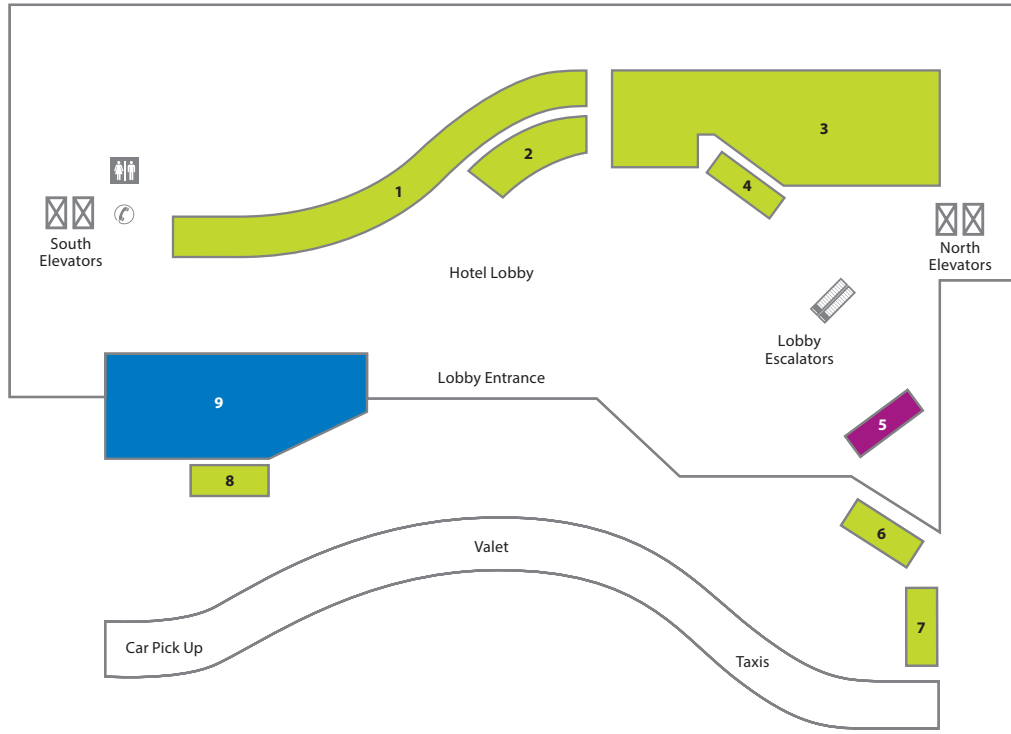 3
2
4
1
South
Elevators
North
Elevators
Hotel Lobby
Lobby
Escalators
Lobby Entrance
9
5
8
6
Valet
7
Car Pick Up
Taxis